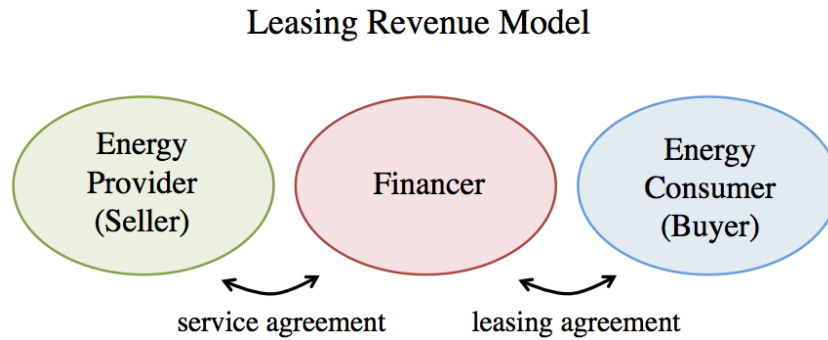 Leasing Revenue Model
Energy
Provider
(Seller)
Financer
Energy
Consumer
(Buyer)
service agreement
leasing agreement